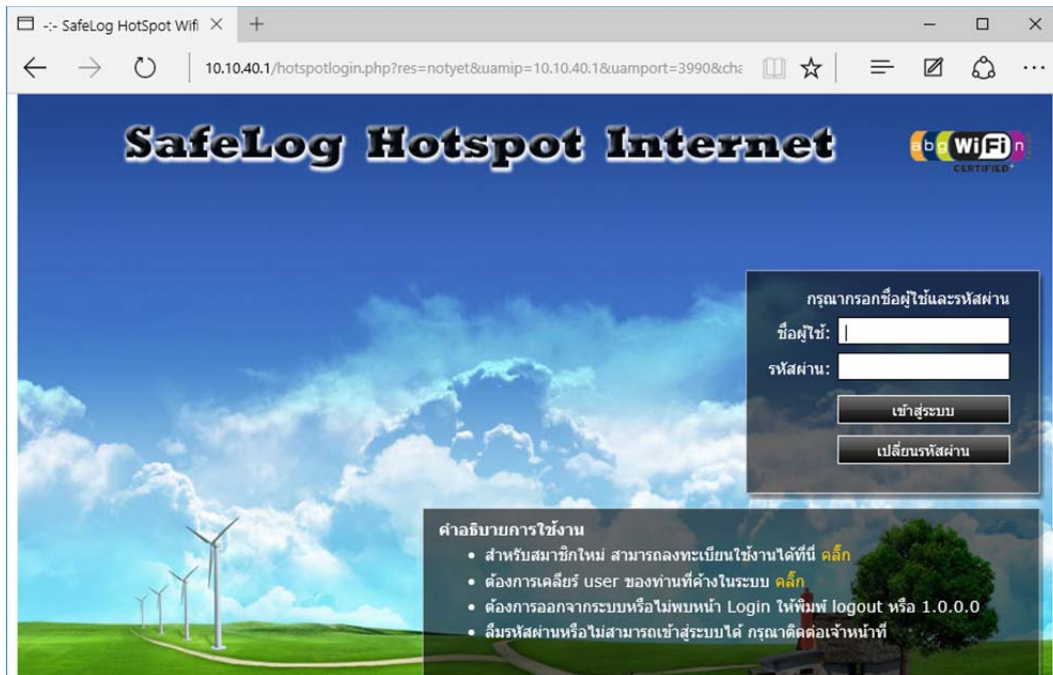 -:- SafeLog HotSpot Wifi
10.10.40.1/hotspotlogin.php?res=notyet&uamip=10.10.40.1&uamport=3990&cha
SafeLog Hotspot Internet
a b g WiFi n
CERTIFIED
กรุณากรอกชื่อผู้ใช้และรหัสผ่าน
ชื่อผู้ใช้:
รหัสผ่าน:
เข้าสู่ระบบ
เปลี่ยนรหัสผ่าน
คำอธิบายการใช้งาน
• สำหรับสมาชิกใหม่ สามารถลงทะเบียนใช้งานได้ที่นี่ คลิ๊ก
• ต้องการเคลียร์ user ของท่านที่ค้างในระบบ คลิ๊ก
• ต้องการออกจากระบบหรือไม่พบหน้า Login ให้พิมพ์ logout หรือ 1.0.0.0
• ลืมรหัสผ่านหรือไม่สามารถเข้าสู่ระบบได้ กรุณาติดต่อเจ้าหน้าที่